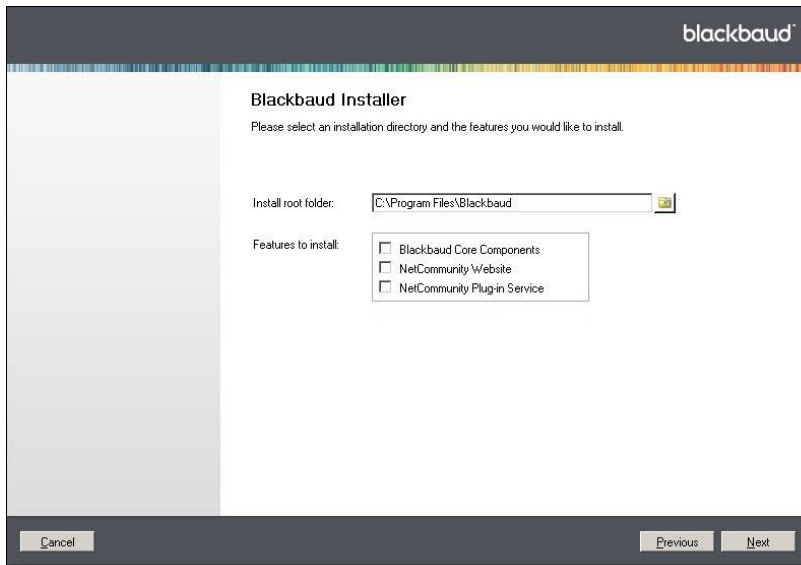 blackbaud
Blackbaud Installer
Please select an installation directory and the features you would like to install.
Install root folder: C:\Program Files\Blackbaud
Features to install:
Blackbaud Core Components
NetCommunity Website
NetCommunity Plug-in Service
Cancel Previous Next